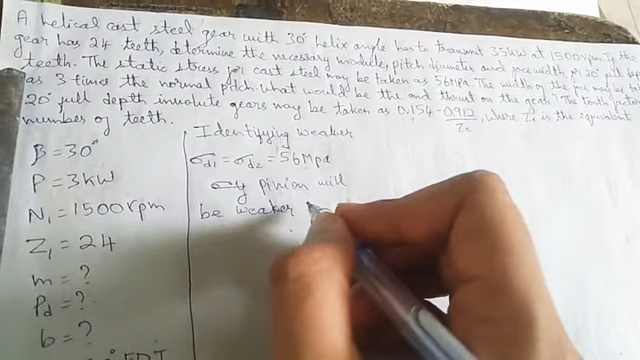 A helical cast steel gear with 30° helix angle has to transmit 35kW at 1500rpm. If the
gear has 24 teeth, determine the necessary module, pitch diameter and face width for 20° full depth
teeth. The static stress for cast steel may be taken as 56MPa. The width of the face may be taken
as 3 times the normal pitch. What would be the end thrust on the gear? The tooth factor
20° full depth involute gears may be taken as 0.154-0.912/Ze, where Ze is the equivalent
number of teeth.
β=30°
P=3kW
N₁=1500rpm
Z₁=24
m=?
Pd=?
b=?
FDI
Identifying weaker
σd1=σd2=56Mpa
pinion will
be weaker